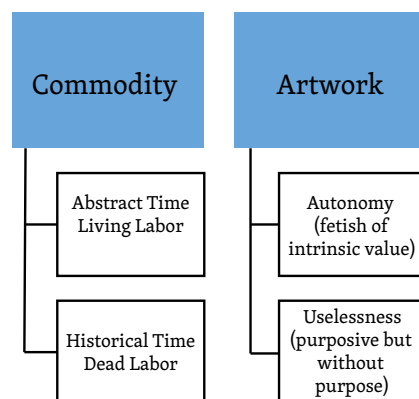 Commodity
Abstract Time
Living Labor
Historical Time
Dead Labor
Artwork
Autonomy
(fetish of
intrinsic value)
Uselessness
(purposive but
without
purpose)